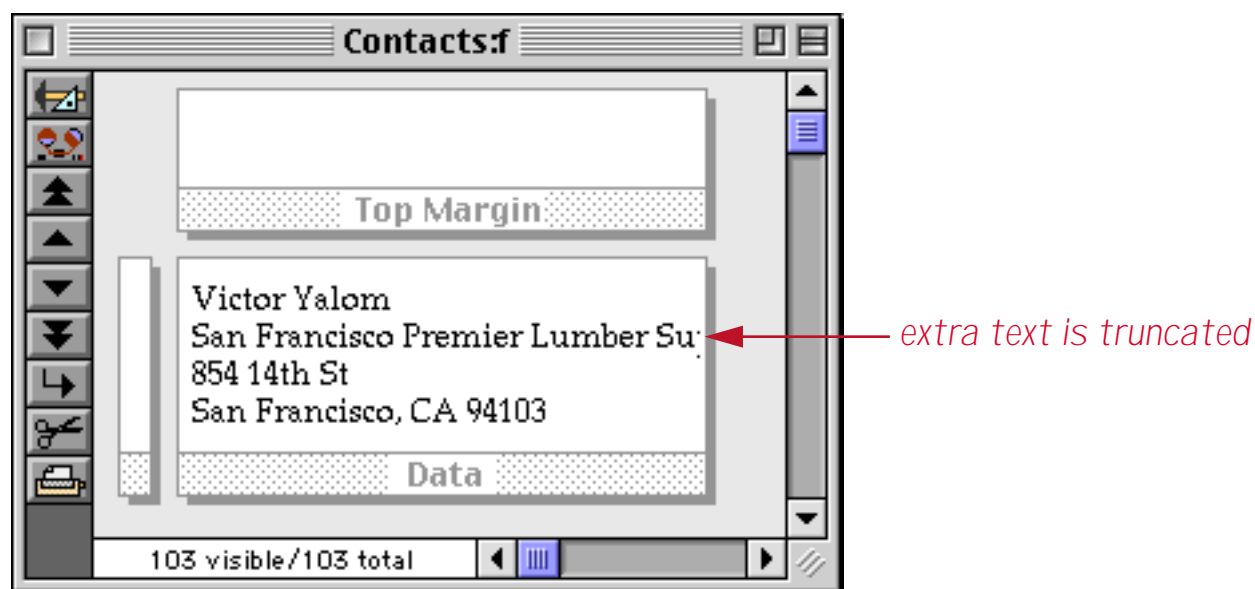 Contacts:f
Top Margin
Victor Yalom
San Francisco Premier Lumber
854 14th St
San Francisco, CA 94103
Data
103 visible/103 total
extra text is truncated